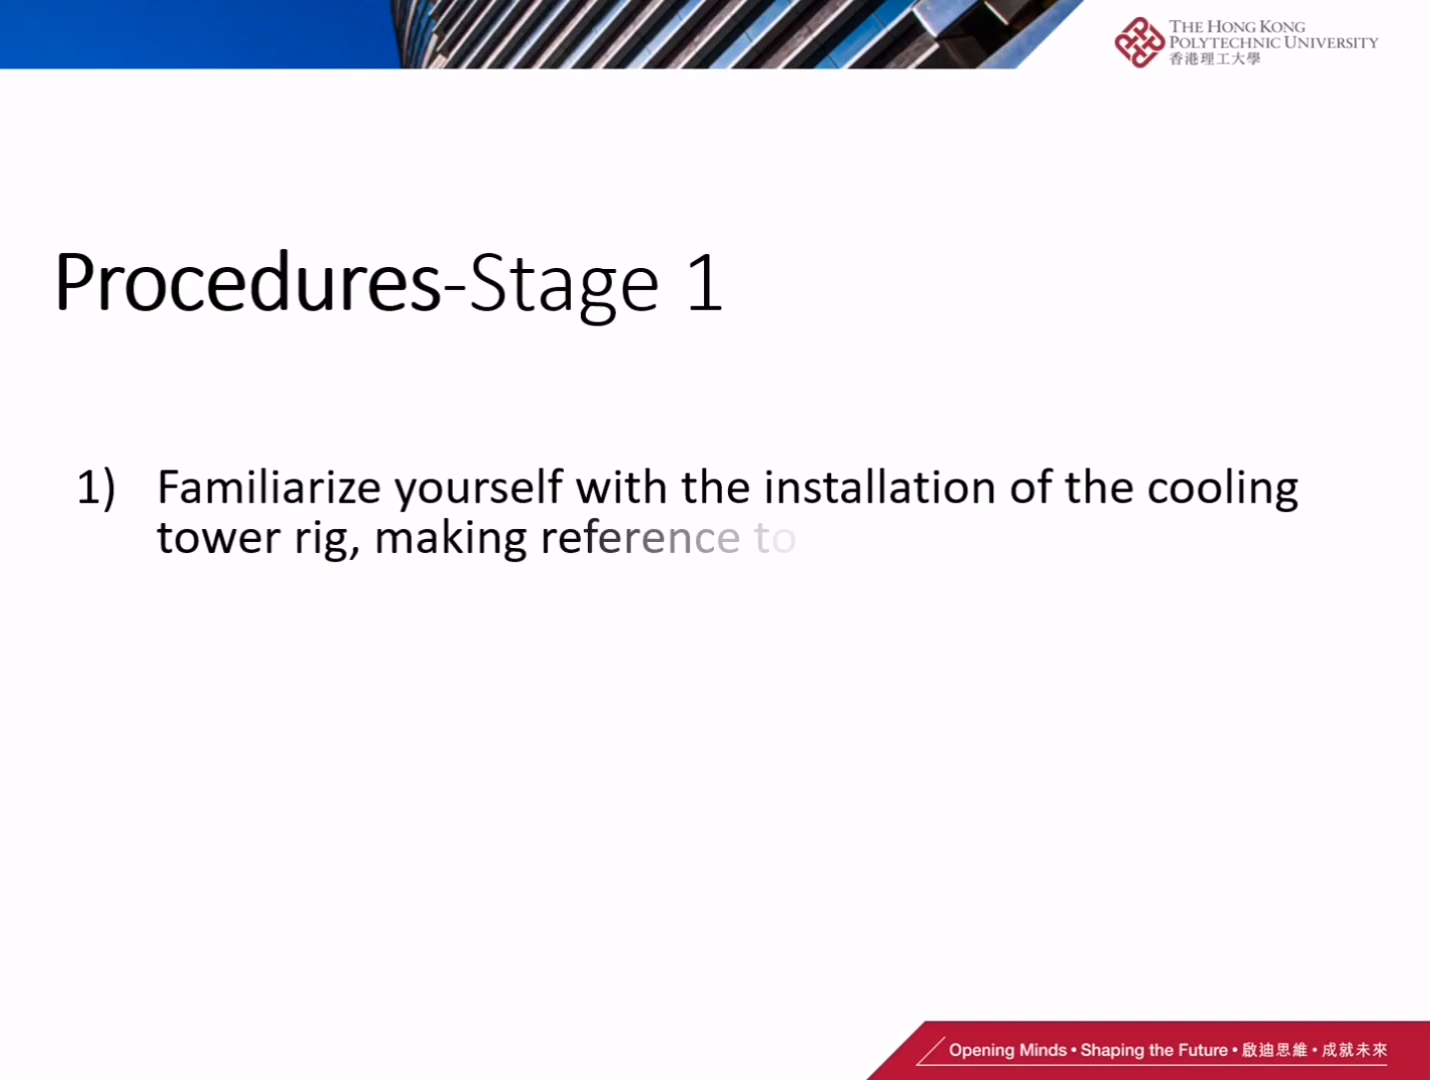 THE HONG KONG
POLYTECHNIC UNIVERSITY
香港理工大學
Procedures-Stage 1
1) Familiarize yourself with the installation of the cooling
tower rig, making reference to
Opening Minds • Shaping the Future • 啟迪思維 • 成就未來